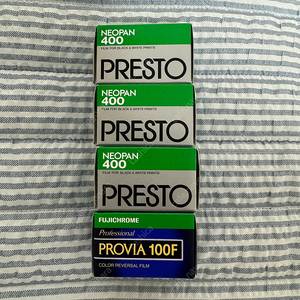 NEOPAN
400
FILM FOR BLACK & WHITE PRINTS
PRESTO
NEOPAN
400
FILM FOR BLACK & WHITE PRINTS
PRESTO
NEOPAN
400
FILM FOR BLACK & WHITE PRINTS
PRESTO
FUJICHROME
Professional
PROVIA 100F
COLOR REVERSAL FILM